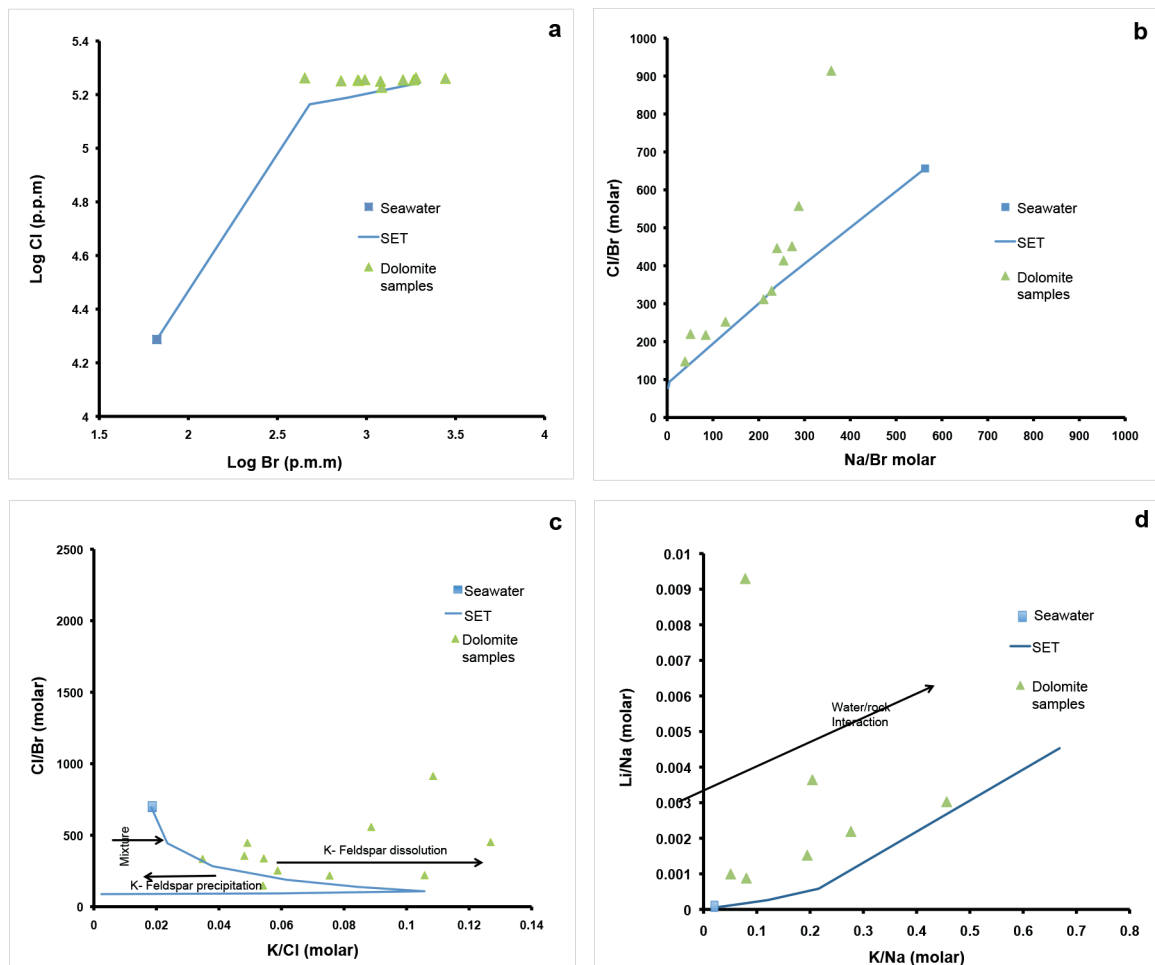 a
5.4
5.2
5
4.8
4.6
4.4
4.2
4
1.5
2
2.5
3
3.5
4
Log Cl (p.p.m)
Log Br (p.m.m)
Seawater
SET
Dolomite
samples
b
1000
900
800
700
600
500
400
300
200
100
0
0
100
200
300
400
500
600
700
800
900
1000
Cl/Br (molar)
Na/Br molar
Seawater
SET
Dolomite
samples
c
2500
2000
1500
1000
500
0
0
0.02
0.04
0.06
0.08
0.1
0.12
0.14
Cl/Br (molar)
K/Cl (molar)
Seawater
SET
Dolomite
samples
Mixture
K- Feldspar dissolution
K- Feldspar precipitation
d
0.01
0.009
0.008
0.007
0.006
0.005
0.004
0.003
0.002
0.001
0
0
0.1
0.2
0.3
0.4
0.5
0.6
0.7
0.8
Li/Na (molar)
K/Na (molar)
Seawater
SET
Dolomite
samples
Water/rock
Interaction